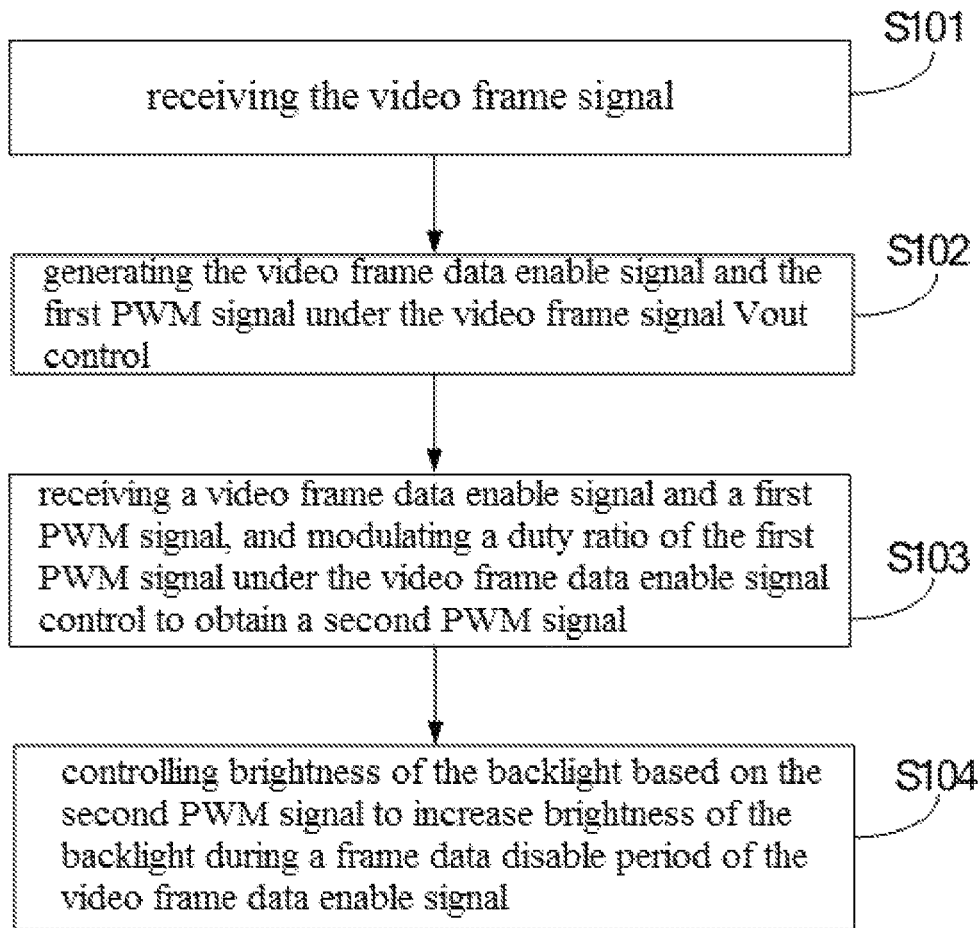 S101
receiving the video frame signal
S102
generating the video frame data enable signal and the
first PWM signal under the video frame signal Vout
control
receiving a video frame data enable signal and a first
PWM signal, and modulating a duty ratio of the first
PWM signal under the video frame data enable signal
control to obtain a second PWM signal
S103
controlling brightness of the backlight based on the
second PWM signal to increase brightness of the
backlight during a frame data disable period of the
video frame data enable signal
S104